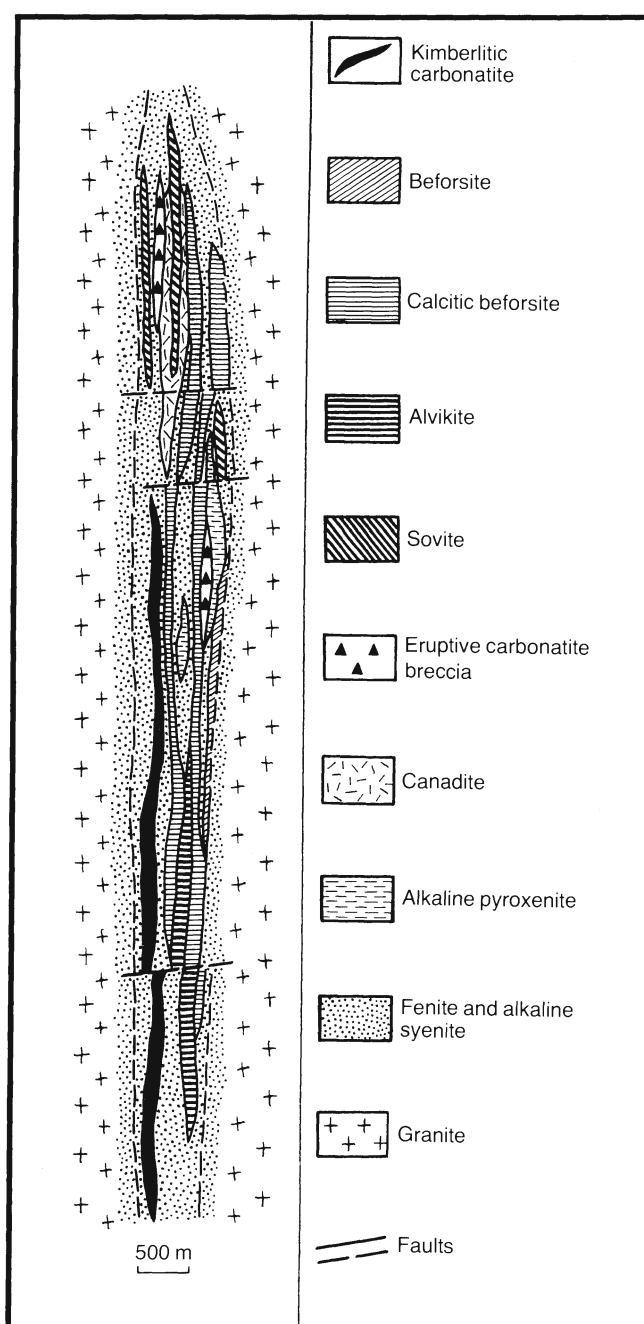 Kimberlitic
carbonatite
Beforsite
Calcitic beforsite
Alvikite
Sovite
Eruptive carbonatite
breccia
Canadite
Alkaline pyroxenite
Fenite and alkaline
syenite
Granite
Faults
500 m